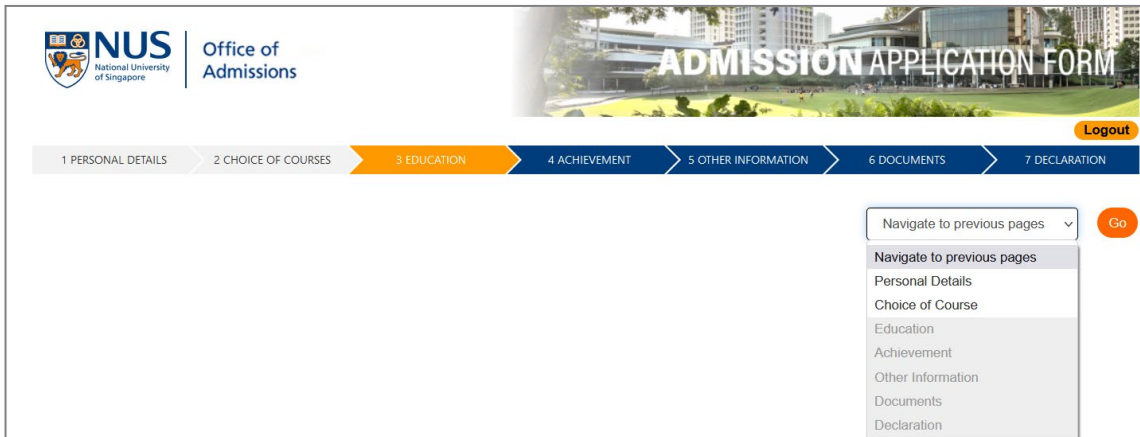 NUS
National University
of Singapore
Office of
Admissions
ADMISSION APPLICATION FORM
Logout
1 PERSONAL DETAILS
2 CHOICE OF COURSES
3 EDUCATION
4 ACHIEVEMENT
5 OTHER INFORMATION
6 DOCUMENTS
7 DECLARATION
Navigate to previous pages
Go
Navigate to previous pages
Personal Details
Choice of Course
Education
Achievement
Other Information
Documents
Declaration